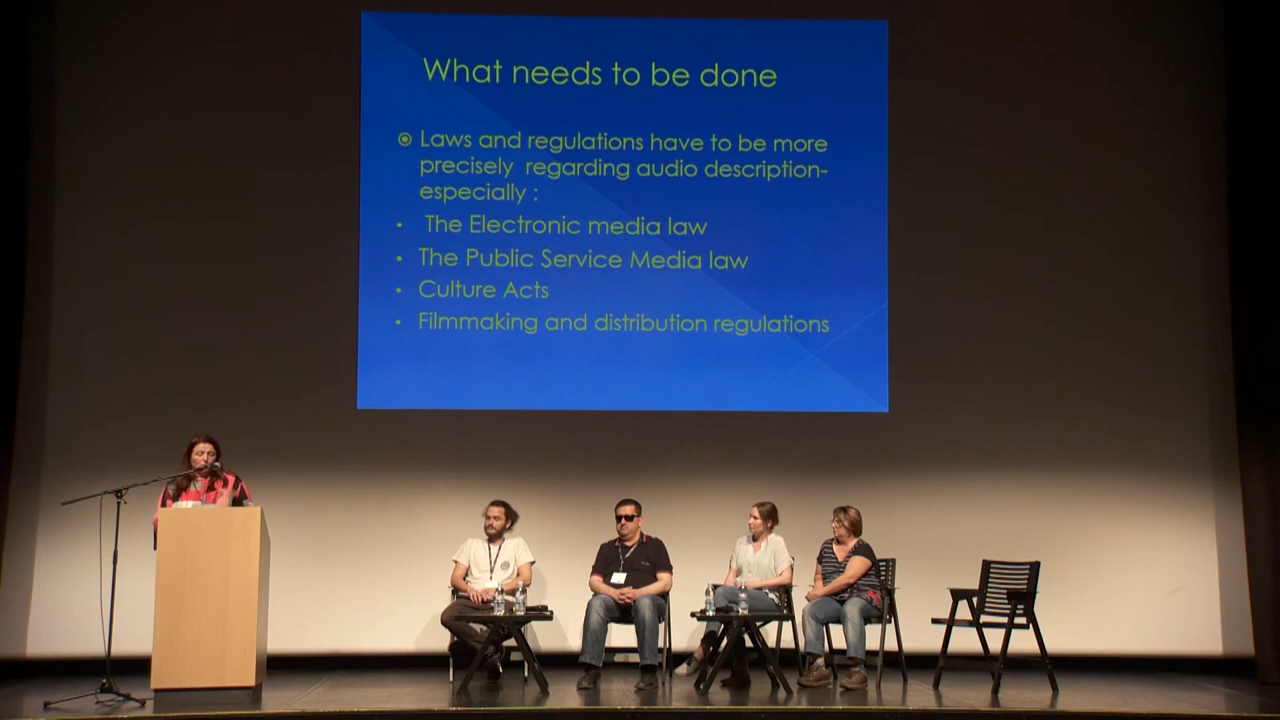 What needs to be done
Laws and regulations have to be more
precisely regarding audio description-
especially :
The Electronic media law
The Public Service Media law
Culture Acts
Filmmaking and distribution regulations